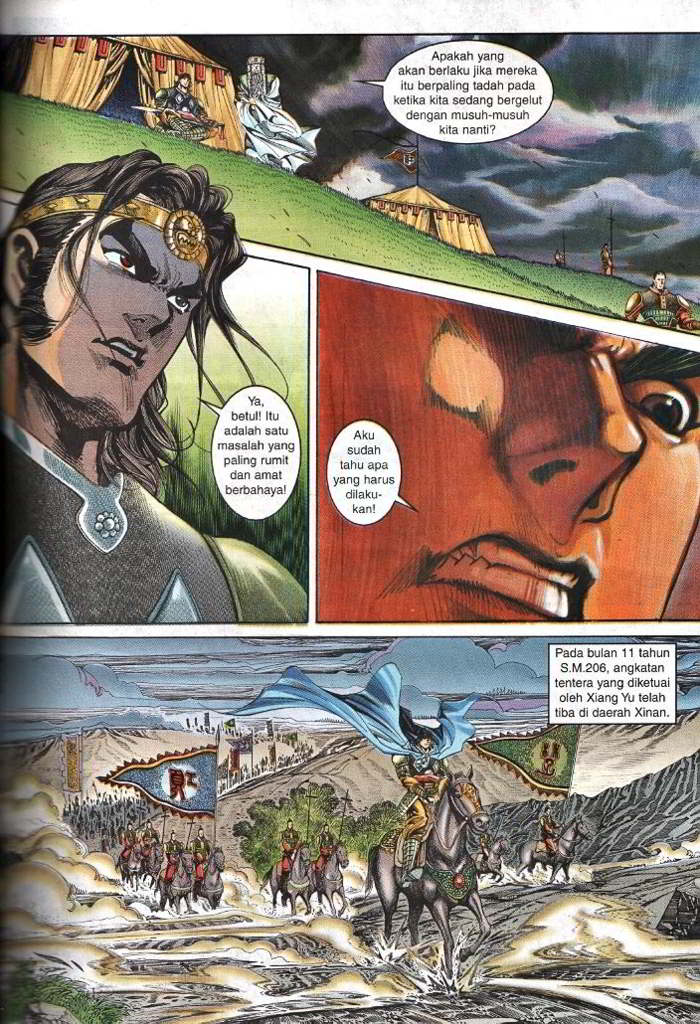 Apakah yang
akan berlaku jika mereka
itu berpaling tadah pada
ketika kita sedang bergelut
dengan musuh-musuh
kita nanti?
Ya,
betul! Itu
adalah satu
masalah yang
paling rumit
dan amat
berbahaya!
Aku
sudah
tahu apa
yang harus
dilaku-
kan!
Pada bulan 11 tahun
S.M.206, angkatan
tentera yang diketuai
oleh Xiang Yu telah
tiba di daerah Xinan.